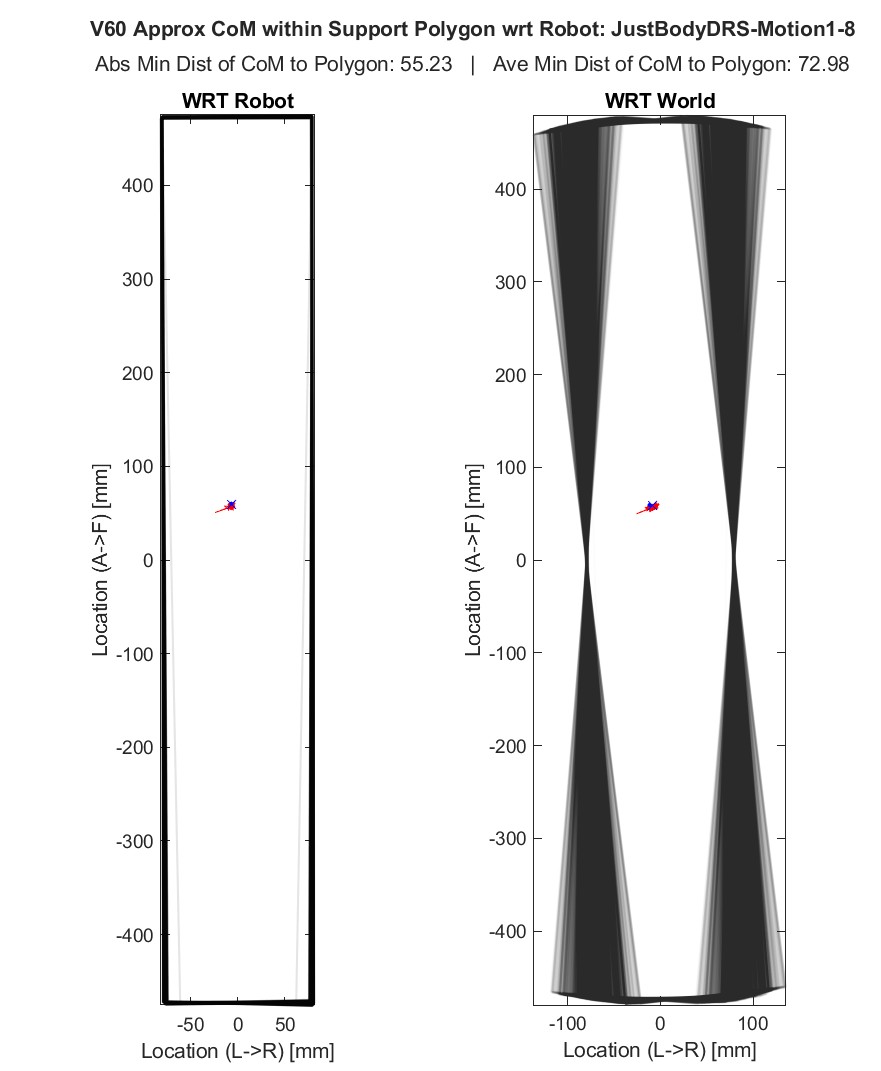 V60 Approx CoM within Support Polygon wrt Robot: JustBodyDRS-Motion1-8
Abs Min Dist of CoM to Polygon: 55.23 | Ave Min Dist of CoM to Polygon: 72.98
WRT Robot
400
300
200
100
0
-100
-200
-300
-400
Location (A->F) [mm]
-50 0 50
Location (L->R) [mm]
WRT World
400
300
200
100
0
-100
-200
-300
-400
Location (A->F) [mm]
-100 0 100
Location (L->R) [mm]